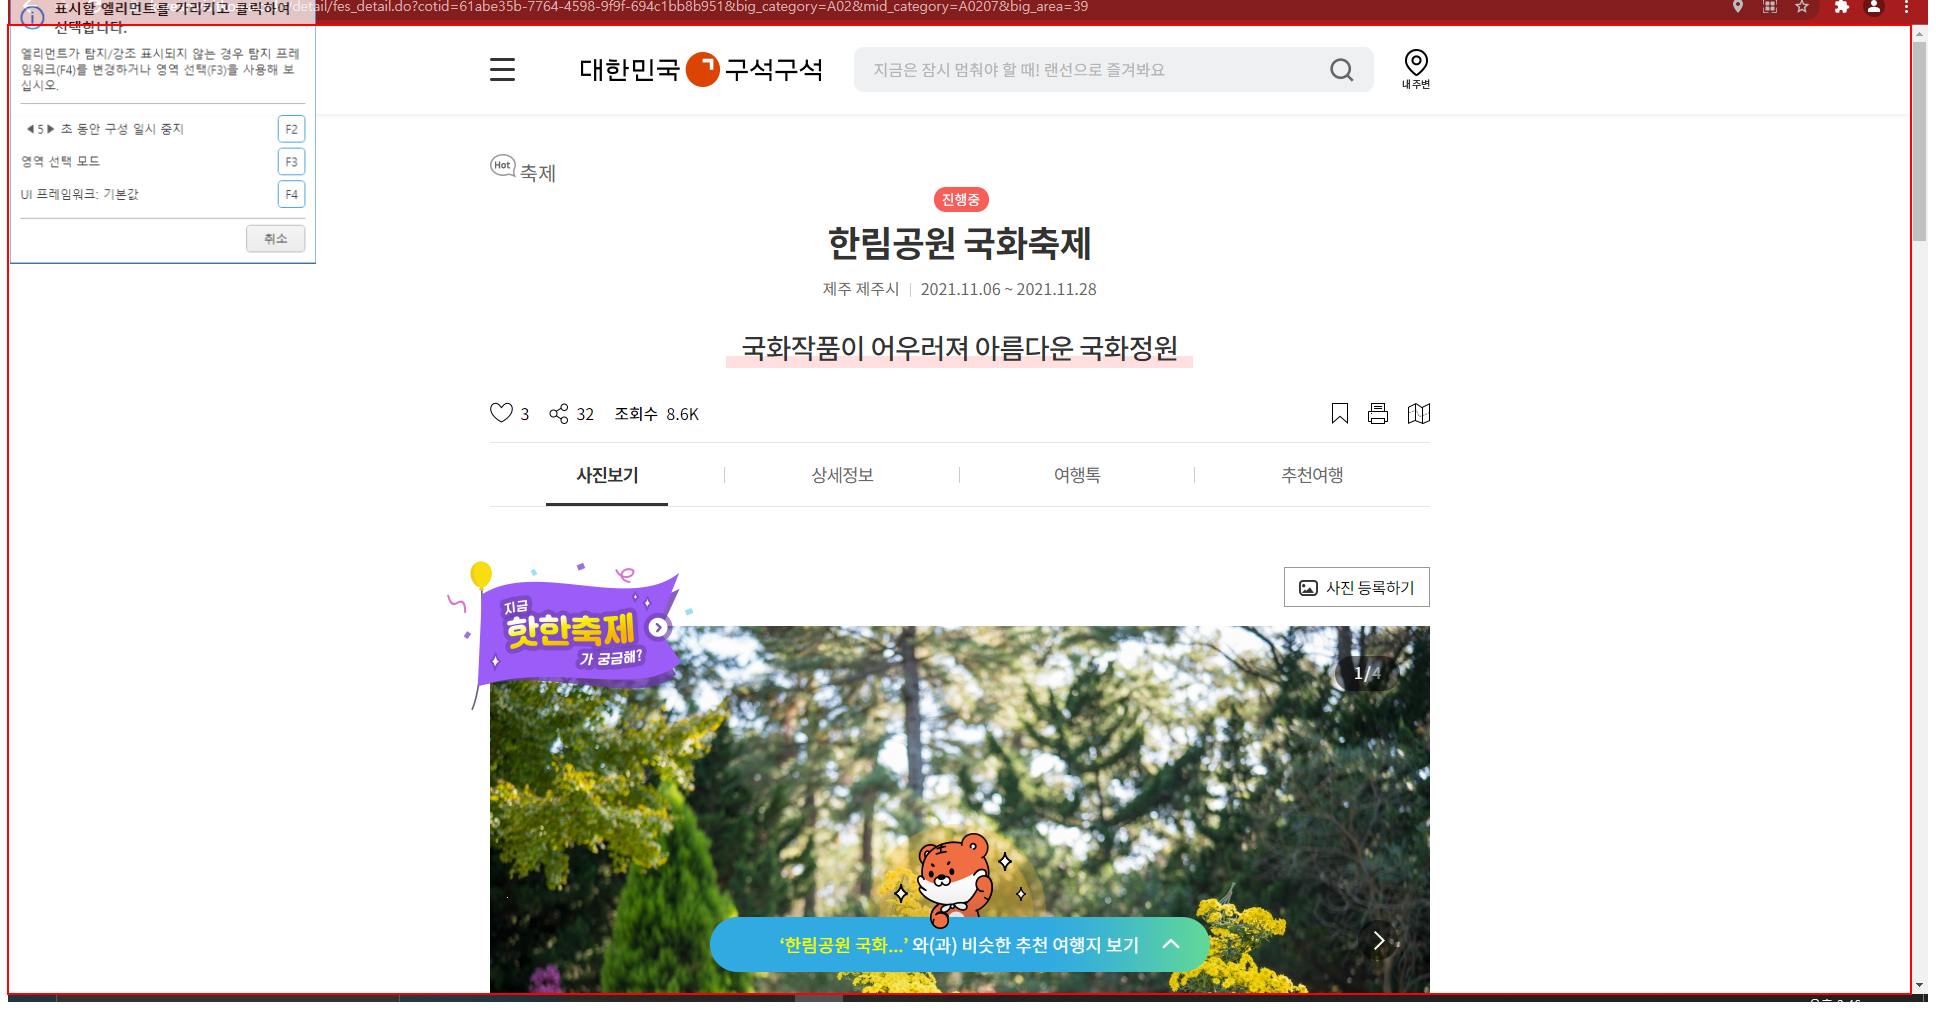 표시할 엘리먼트를 가리키고 클릭하여
선택합니다.
detail/fes_detail.do?cotid=61abe35b-7764-4598-9f9f-694c1bb8b951&big_category=A02&mid_category=A0207&big_area=39
엘리먼트가 탐지/강조 표시되지 않는 경우 탐지 프레
임워크(F4)를 변경하거나 영역 선택(F3)을 사용해 보
십시오.
◀ 5 ▶ 초 동안 구성 일시 중지 F2
영역 선택 모드 F3
UI 프레임워크: 기본값 F4
취소
대한민국 구석구석
지금은 잠시 멈춰야 할 때! 랜선으로 즐겨봐요
내주변
Hot 축제
진행중
한림공원 국화축제
제주 제주시 2021.11.06 ~ 2021.11.28
국화작품이 어우러져 아름다운 국화정원
3 32 조회수 8.6K
사진보기 상세정보 여행톡 추천여행
사진 등록하기
지금
핫한축제
가 궁금해?
1/4
‘한림공원 국화...’ 와(과) 비슷한 추천 여행지 보기